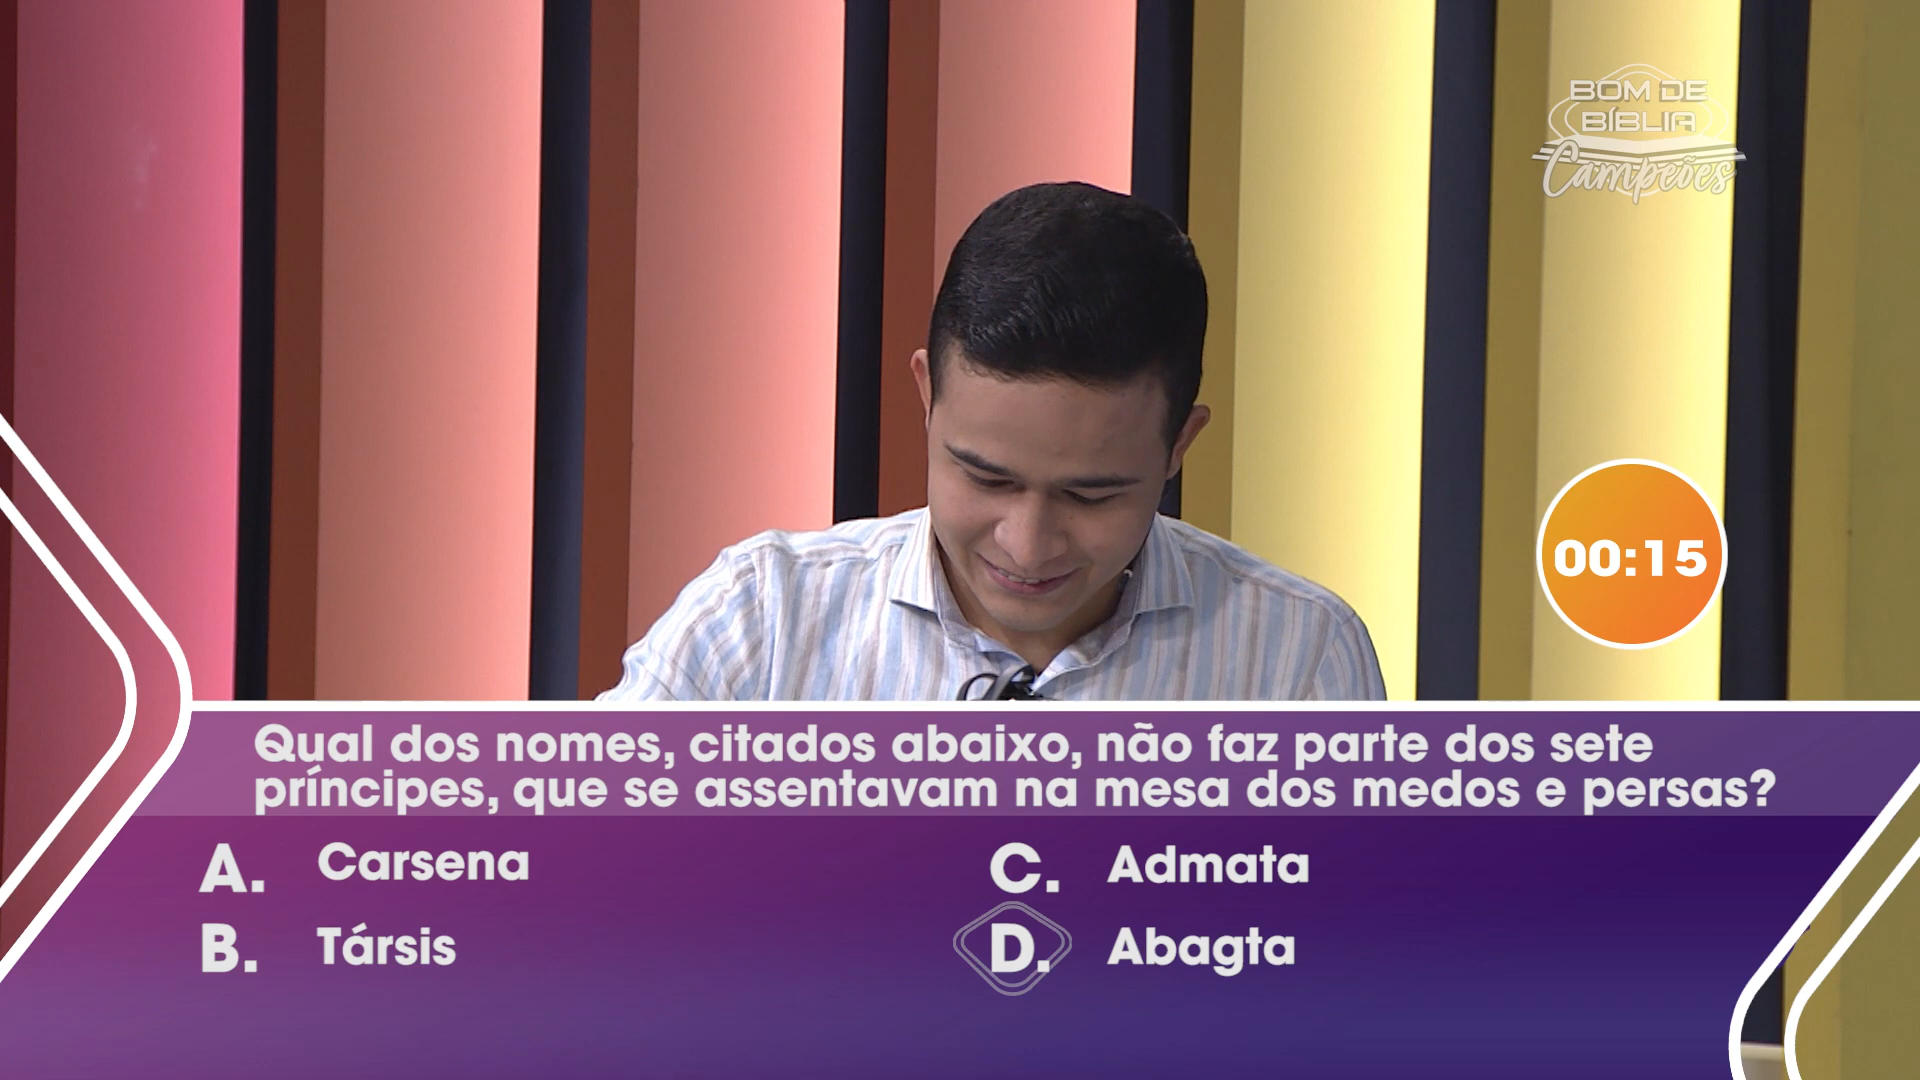 BOM DE
BÍBLIA
Campeões
00:15
Qual dos nomes, citados abaixo, não faz parte dos sete
príncipes, que se assentavam na mesa dos medos e persas?
A. Carsena
B. Társis
C. Admata
D. Abagta